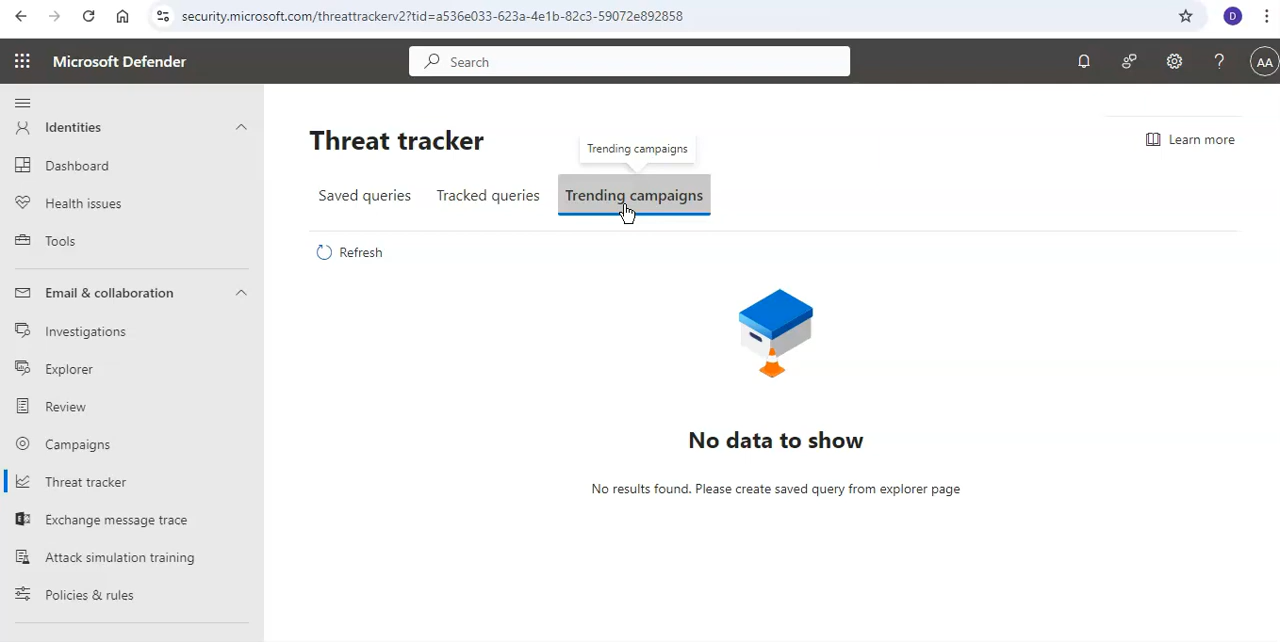 security.microsoft.com/threattrackerv2?tid=a536e033-623a-4e1b-82c3-59072e892858
D
Microsoft Defender
Search
AA
Identities
Dashboard
Health issues
Tools
Email & collaboration
Investigations
Explorer
Review
Campaigns
Threat tracker
Exchange message trace
Attack simulation training
Policies & rules
Threat tracker
Learn more
Trending campaigns
Saved queries
Tracked queries
Trending campaigns
Refresh
No data to show
No results found. Please create saved query from explorer page